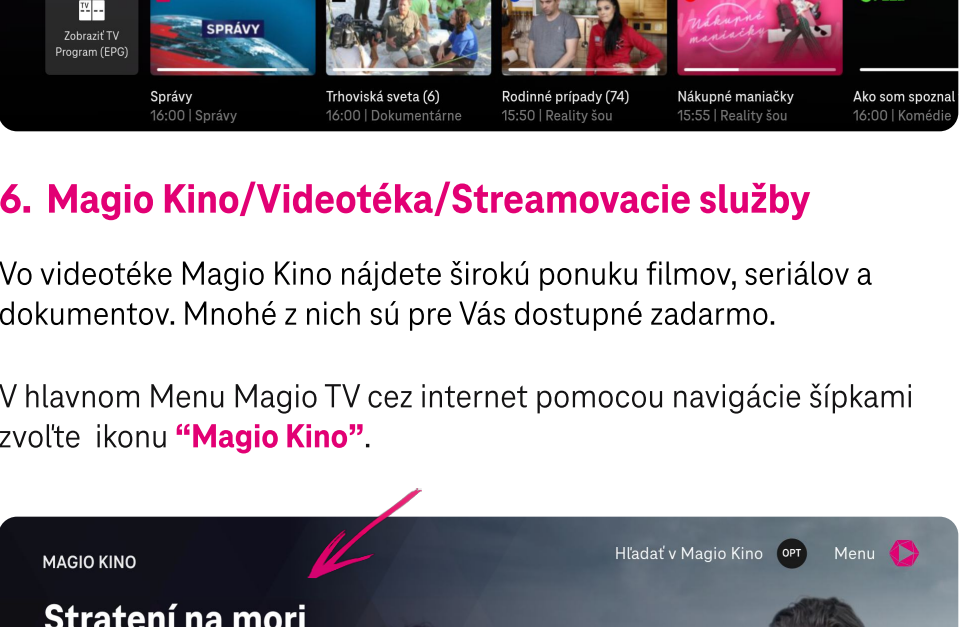 TV
Zobraziť TV
Program (EPG)
SPRÁVY
Nákupné
maniačky
Správy
16:00 | Správy
Trhoviská sveta (6)
16:00 | Dokumentárne
Rodinné prípady (74)
15:50 | Reality šou
Nákupné maniačky
15:55 | Reality šou
Ako som spoznal
16:00 | Komédie
6. Magio Kino/Videotéka/Streamovacie služby
Vo videotéke Magio Kino nájdete širokú ponuku filmov, seriálov a
dokumentov. Mnohé z nich sú pre Vás dostupné zadarmo.
V hlavnom Menu Magio TV cez internet pomocou navigácie šípkami
zvoľte ikonu “Magio Kino”.
MAGIO KINO
Hľadať v Magio Kino OPT Menu
Stratení na mori